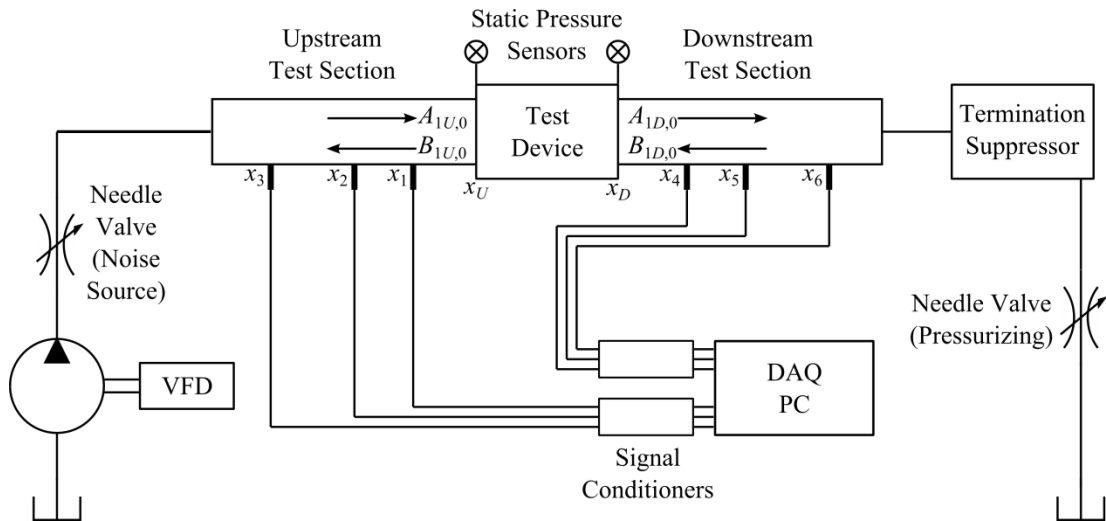 Static Pressure
Sensors
Upstream
Test Section
Downstream
Test Section
A1U,0
B1U,0
Test
Device
A1D,0
B1D,0
Termination
Suppressor
x3
x2
x1
xU
xD
x4
x5
x6
Needle
Valve
(Noise
Source)
Needle Valve
(Pressurizing)
VFD
DAQ
PC
Signal
Conditioners